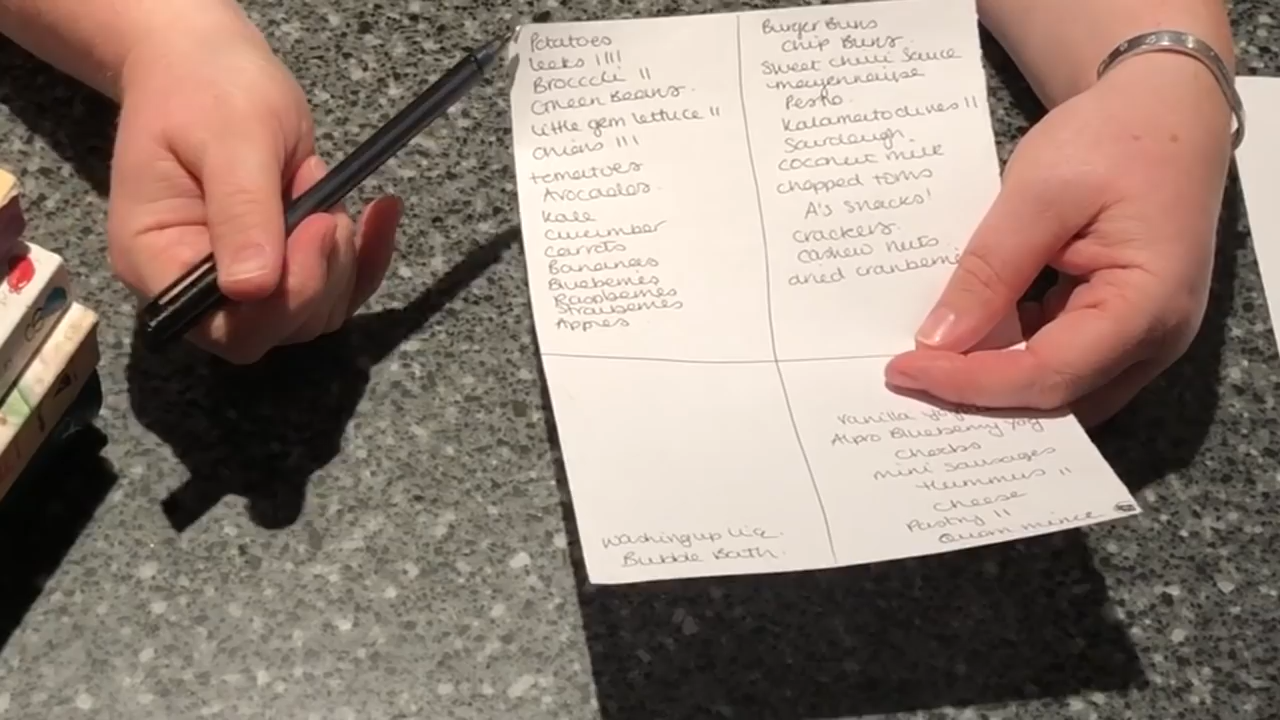 Potatoes
Leeks IIII
Broccoli II
Green Beans.
Little gem lettuce II
onions III
tomatoes
Avocados.
Kale
cucumber
carrots
Bananas
Blueberries
Raspberries
Strawberries
Apples
Burger Buns
Chip Buns.
Sweet chilli Sauce
mayonnaise
Pesto.
Kalamata olives II
Sourdough.
coconut milk
chopped toms
A's Snacks!
crackers.
cashew nuts
dried
washing up liq.
Bubble Bath.
vanilla
Alpro Blueberry Yog
Cheerios
mini sausages
Hummus II
cheese
Pastry II
Quorn mince